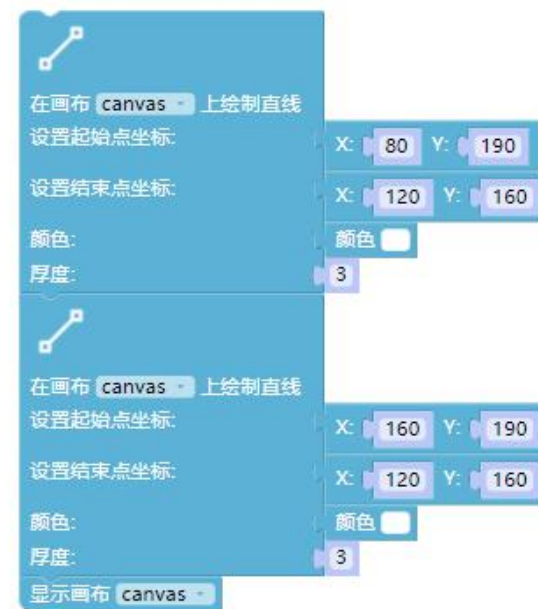 在画布 canvas 上绘制直线
设置起始点坐标: X: 80 Y: 190
设置结束点坐标: X: 120 Y: 160
颜色: 颜色
厚度: 3
在画布 canvas 上绘制直线
设置起始点坐标: X: 160 Y: 190
设置结束点坐标: X: 120 Y: 160
颜色: 颜色
厚度: 3
显示画布 canvas